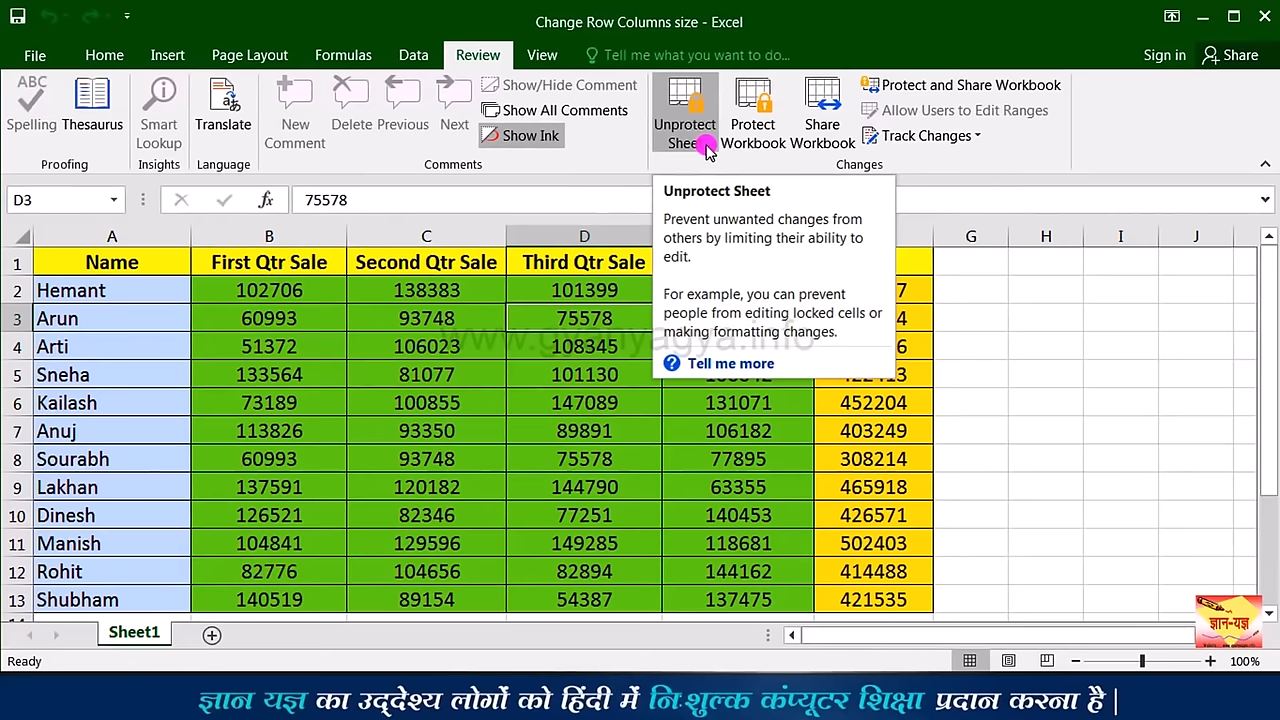 Change Row Columns size - Excel
File Home Insert Page Layout Formulas Data Review View Tell me what you want to do... Sign in Share
ABC Spelling
Thesaurus
Proofing
Smart Lookup
Insights
Translate
Language
New Comment
Delete Previous Next
Show/Hide Comment
Show All Comments
Show Ink
Comments
Unprotect Sheet
Protect Workbook
Share Workbook
Protect and Share Workbook
Allow Users to Edit Ranges
Track Changes
Changes
D3 fx 75578
Unprotect Sheet
Prevent unwanted changes from
others by limiting their ability to
edit.
For example, you can prevent
people from editing locked cells or
making formatting changes.
? Tell me more
A B C D G H I J
1 Name First Qtr Sale Second Qtr Sale Third Qtr Sale
2 Hemant 102706 138383 101399 7
3 Arun 60993 93748 75578 4
4 Arti 51372 106023 108345 6
5 Sneha 133564 81077 101130
6 Kailash 73189 100855 147089 131071 452204
7 Anuj 113826 93350 89891 106182 403249
8 Sourabh 60993 93748 75578 77895 308214
9 Lakhan 137591 120182 144790 63355 465918
10 Dinesh 126521 82346 77251 140453 426571
11 Manish 104841 129596 149285 118681 502403
12 Rohit 82776 104656 82894 144162 414488
13 Shubham 140519 89154 54387 137475 421535
www.gyanyagya.info
Sheet1
ज्ञान-यज्ञ
Ready 100%
ज्ञान यज्ञ का उद्देश्य लोगों को हिंदी में निःशुल्क कंप्यूटर शिक्षा प्रदान करना है |